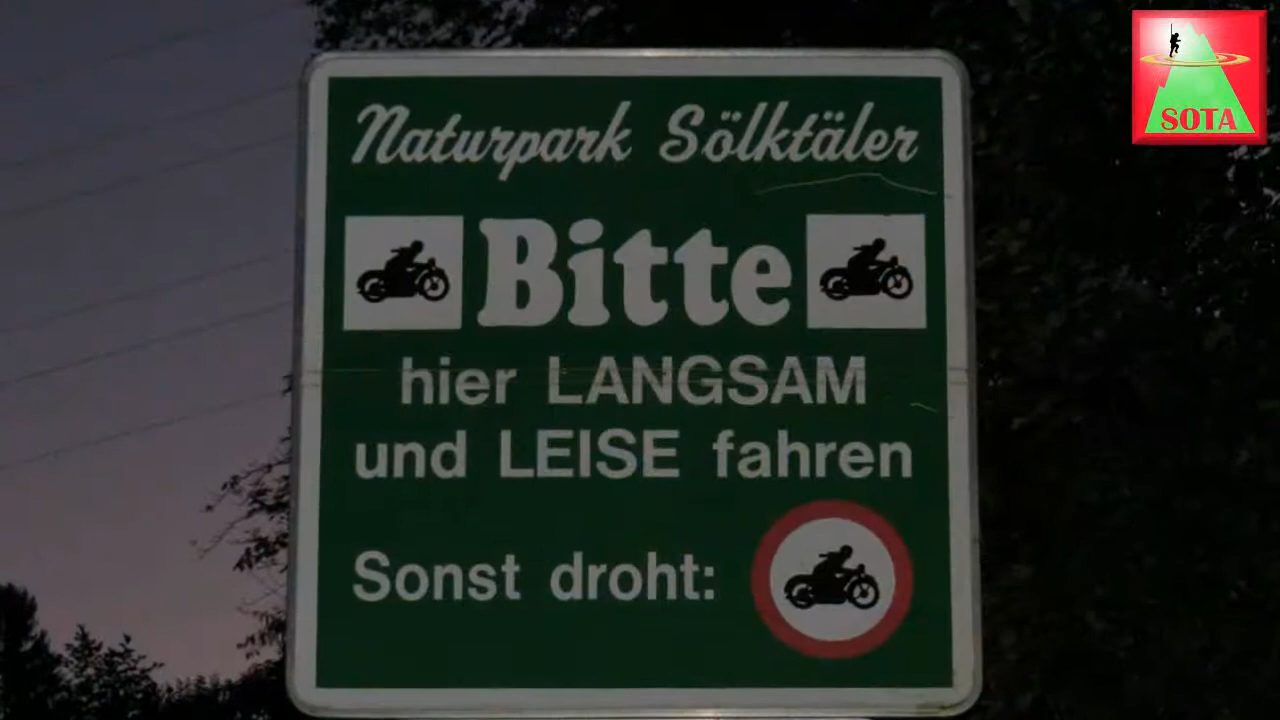 Naturpark Sölktäler
Bitte
hier LANGSAM
und LEISE fahren
Sonst droht:
SOTA